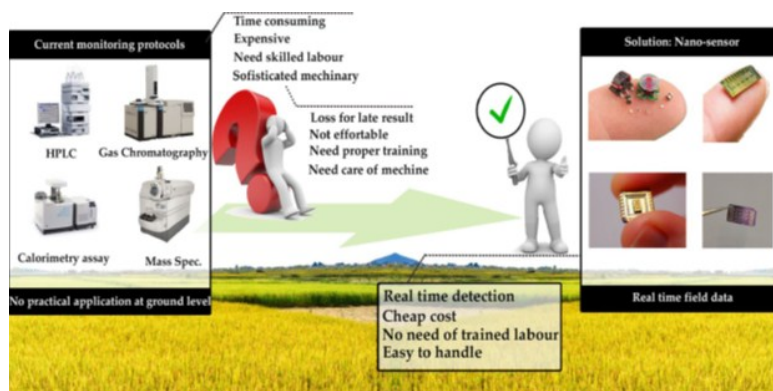 Current monitoring protocols
HPLC
Gas Chromatography
Calorimetry assay
Mass Spec.
No practical application at ground level
Time consuming
Expensive
Need skilled labour
Sofisticated mechinary
Loss for late result
Not effortable
Need proper training
Need care of mechine
Real time detection
Cheap cost
No need of trained labour
Easy to handle
Solution: Nano-sensor
Real time field data